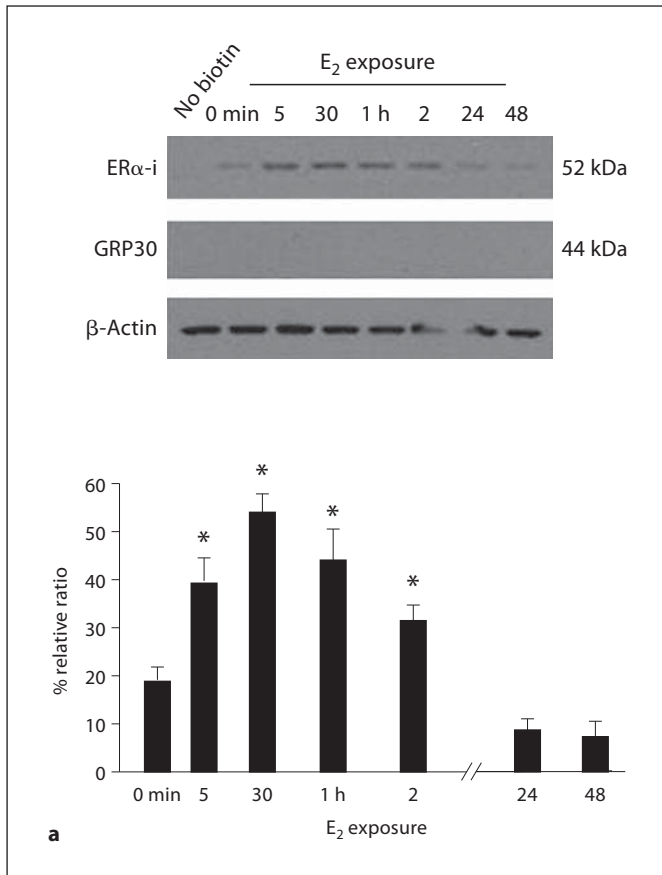 No biotin
E₂ exposure
0 min 5 30 1 h 2 24 48
ERα-i 52 kDa
GRP30 44 kDa
β-Actin
60
50
40
30
20
10
0
% relative ratio
* * * * 
0 min 5 30 1 h 2 24 48
E₂ exposure
a